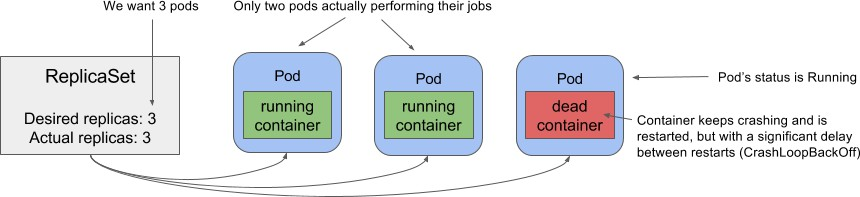 We want 3 pods
Only two pods actually performing their jobs
ReplicaSet
Desired replicas: 3
Actual replicas: 3
Pod
running
container
Pod
running
container
Pod
dead
container
Pod's status is Running
Container keeps crashing and is
restarted, but with a significant delay
between restarts (CrashLoopBackOff)